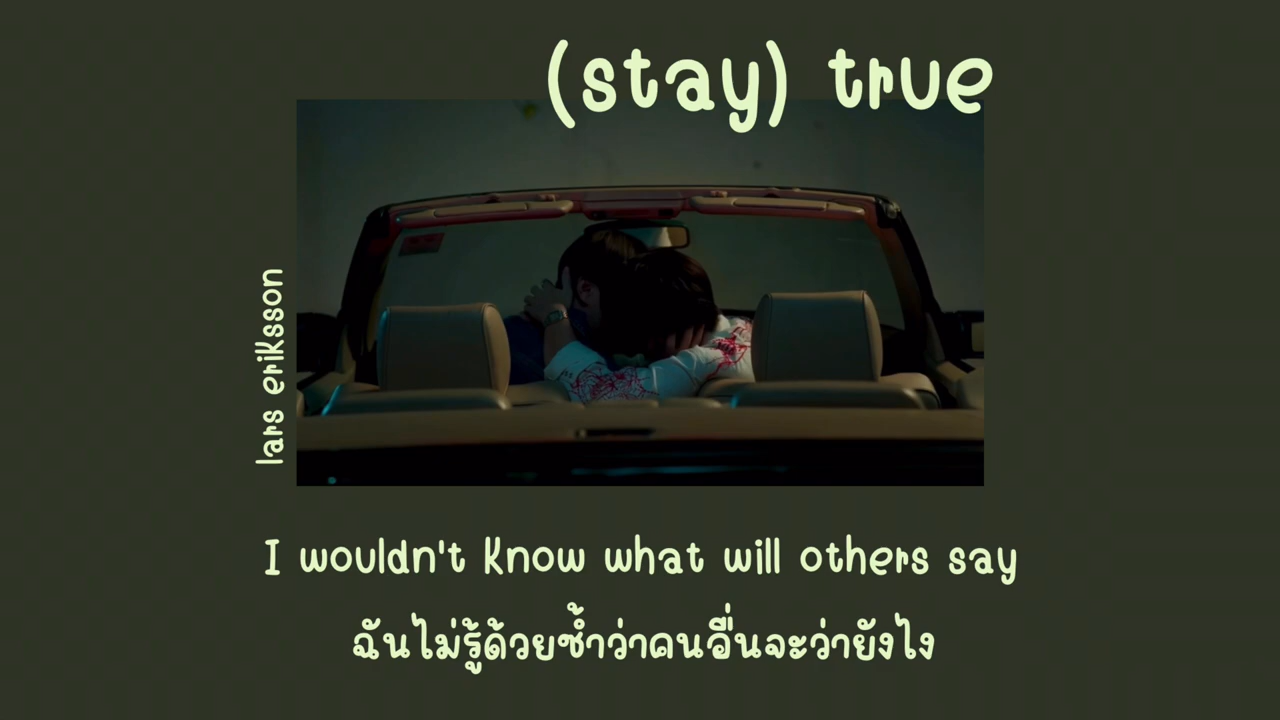 (stay) true
lars eriksson
I wouldn't know what will others say
ฉันไม่รู้ด้วยซ้ำว่าคนอื่นจะว่ายังไง